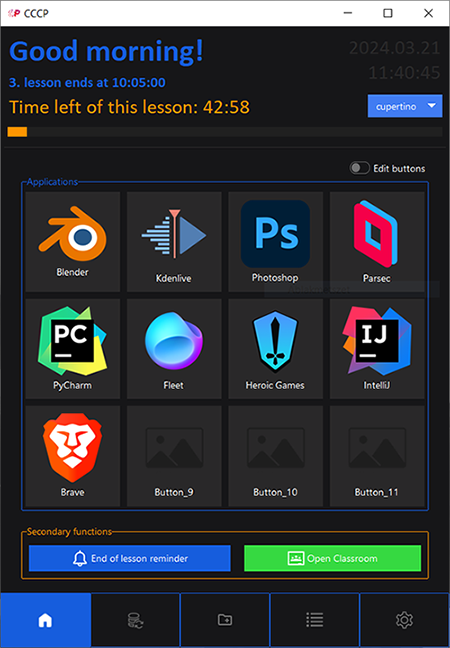 CCCP
Good morning!
2024.03.21
11:40:45
3. lesson ends at 10:05:00
Time left of this lesson: 42:58
cupertino
Edit buttons
Applications
Blender
Kdenlive
Ps
Photoshop
Parsec
PC
PyCharm
Fleet
Heroic Games
IJ
IntelliJ
Brave
Button_9
Button_10
Button_11
Secondary functions
End of lesson reminder
Open Classroom